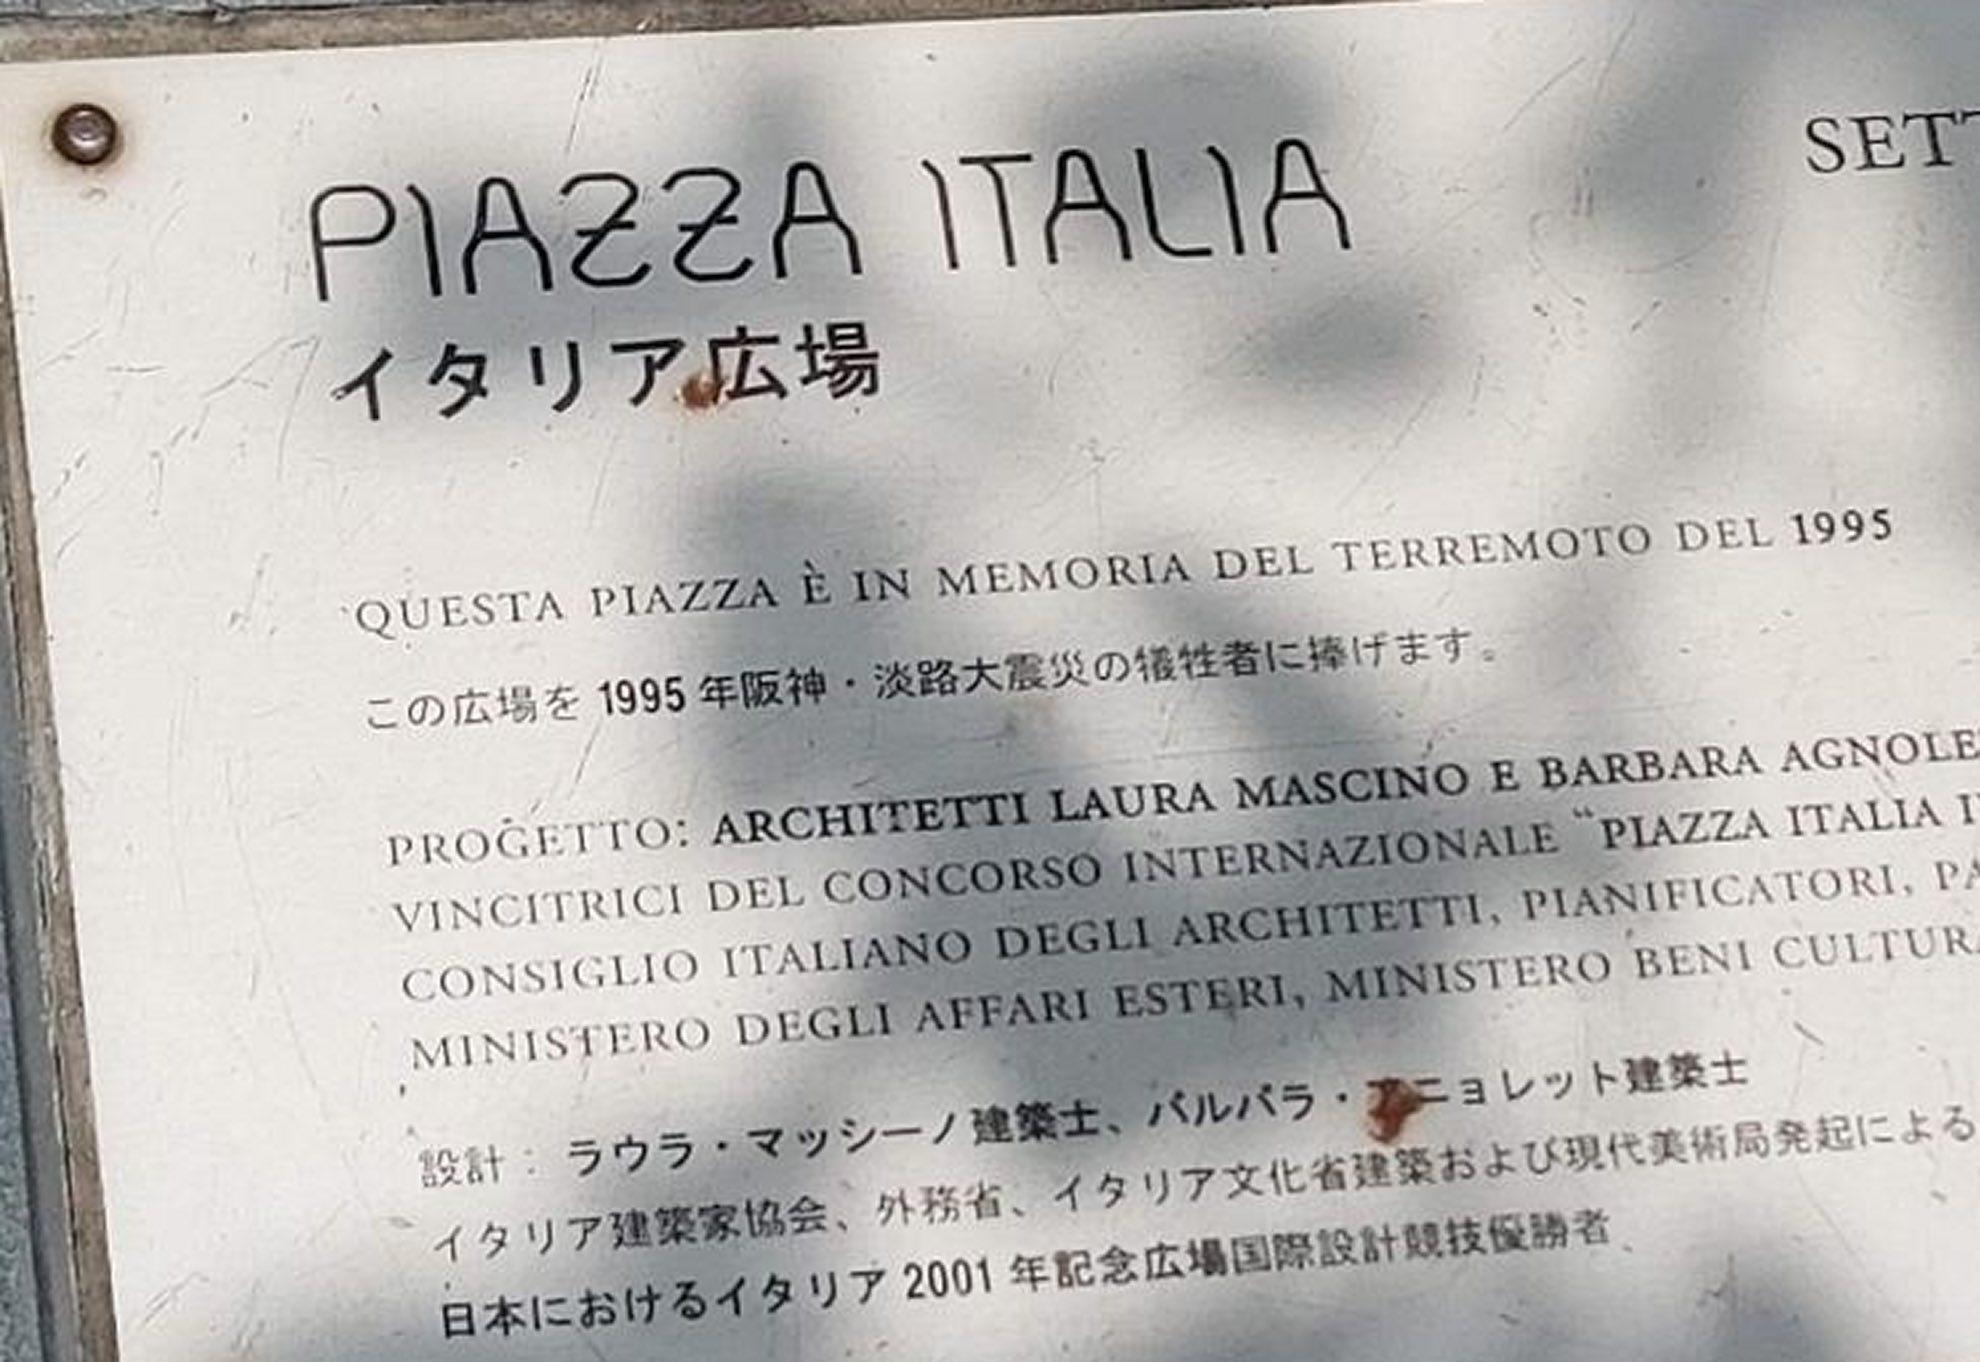 PIAZZA ITALIA
SETT
イタリア広場
QUESTA PIAZZA È IN MEMORIA DEL TERREMOTO DEL 1995
この広場を 1995 年阪神・淡路大震災の犠牲者に捧げます。
PROGETTO: ARCHITETTI LAURA MASCINO E BARBARA AGNOLE
VINCITRICI DEL CONCORSO INTERNAZIONALE “PIAZZA ITALIA I
CONSIGLIO ITALIANO DEGLI ARCHITETTI, PIANIFICATORI, PA
MINISTERO DEGLI AFFARI ESTERI, MINISTERO BENI CULTURA
設計：ラウラ・マッシーノ建築士、バルバラ・アニョレット建築士
イタリア建築家協会、外務省、イタリア文化省建築および現代美術局発起による
日本におけるイタリア 2001 年記念広場国際設計競技優勝者